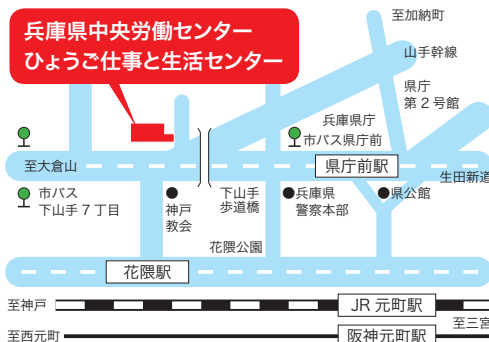 兵庫県中央労働センター
ひょうご仕事と生活センター
至加納町
山手幹線
県庁
第2号館
兵庫県庁
市バス県庁前
至大倉山
県庁前駅
生田新道
市バス
下山手7丁目
神戸
教会
下山手
歩道橋
兵庫県
警察本部
県公館
花隈公園
花隈駅
至神戸
JR元町駅
至三宮
至西元町
阪神元町駅